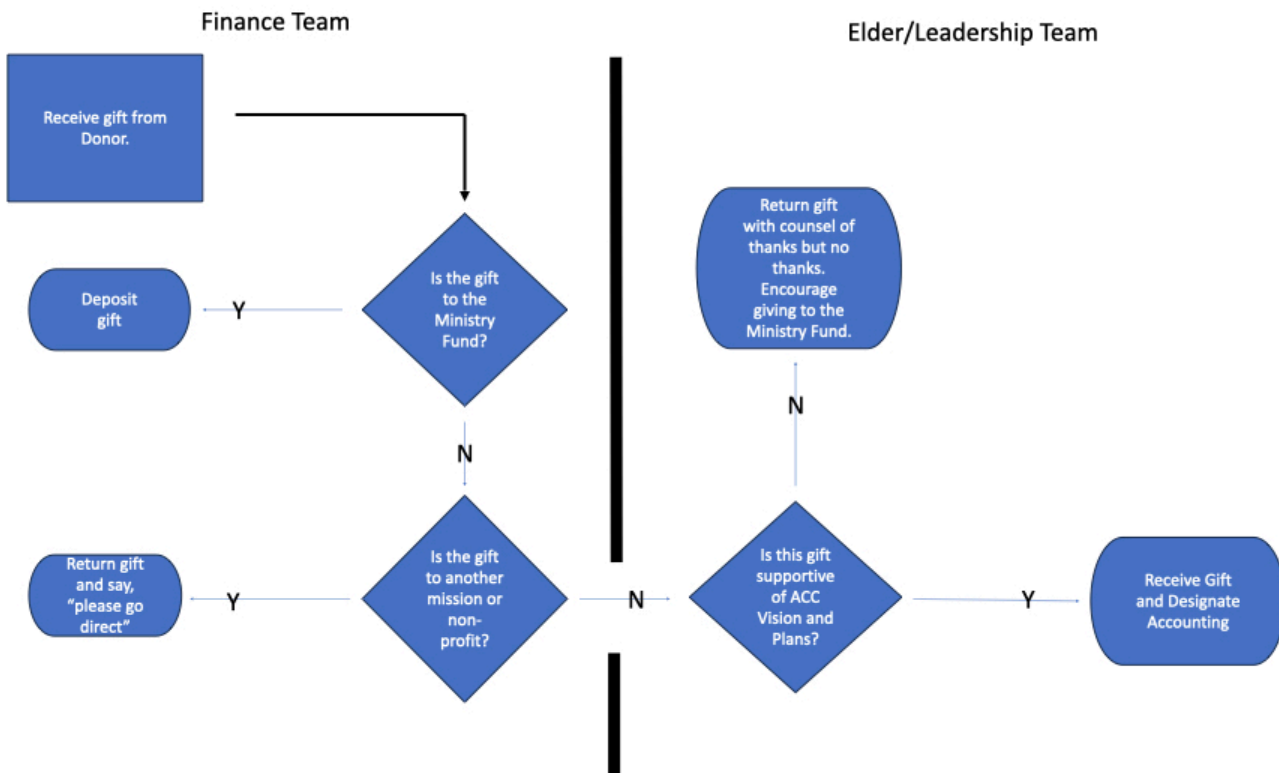 Finance Team
Elder/Leadership Team
Receive gift from
Donor.
Is the gift
to the
Ministry
Fund?
Y
Deposit
gift
N
Is the gift
to another
mission or
non-
profit?
Y
Return gift
and say,
“please go
direct”
N
Is this gift
supportive
of ACC
Vision and
Plans?
N
Return gift
with counsel of
thanks but no
thanks.
Encourage
giving to the
Ministry Fund.
Y
Receive Gift
and Designate
Accounting